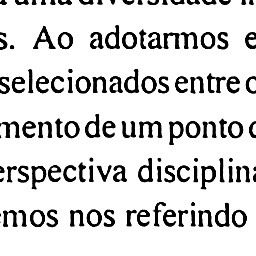 a uma diversidade
s. Ao adotarmos e
selecionados entre o
mento de um ponto d
erspectiva disciplina
emos nos referindo